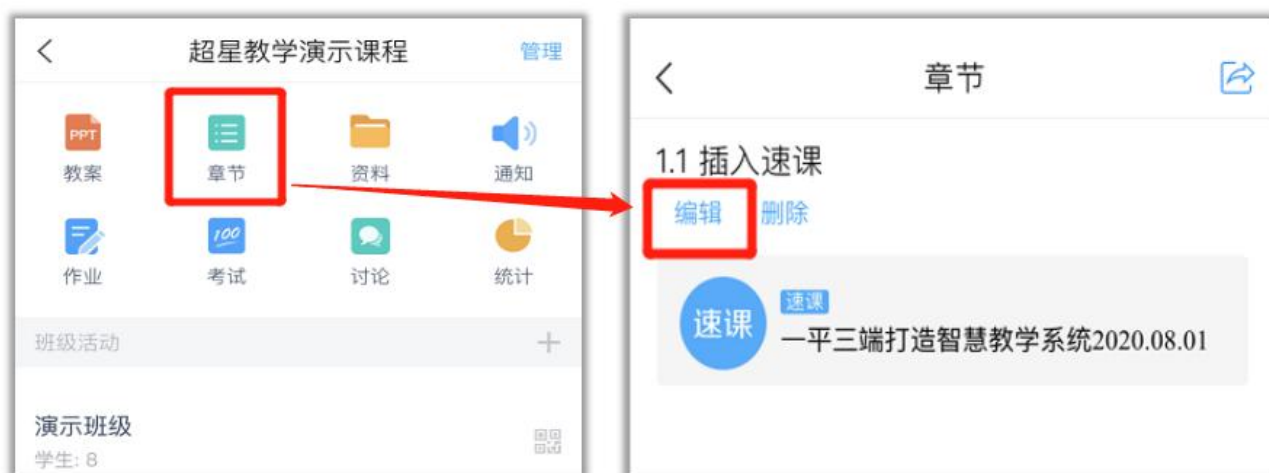 超星教学演示课程 管理
PPT
教案 章节 资料 通知
100
作业 考试 讨论 统计
班级活动
演示班级
学生: 8
章节
1.1 插入速课
编辑 删除
速课
速课
一平三端打造智慧教学系统2020.08.01